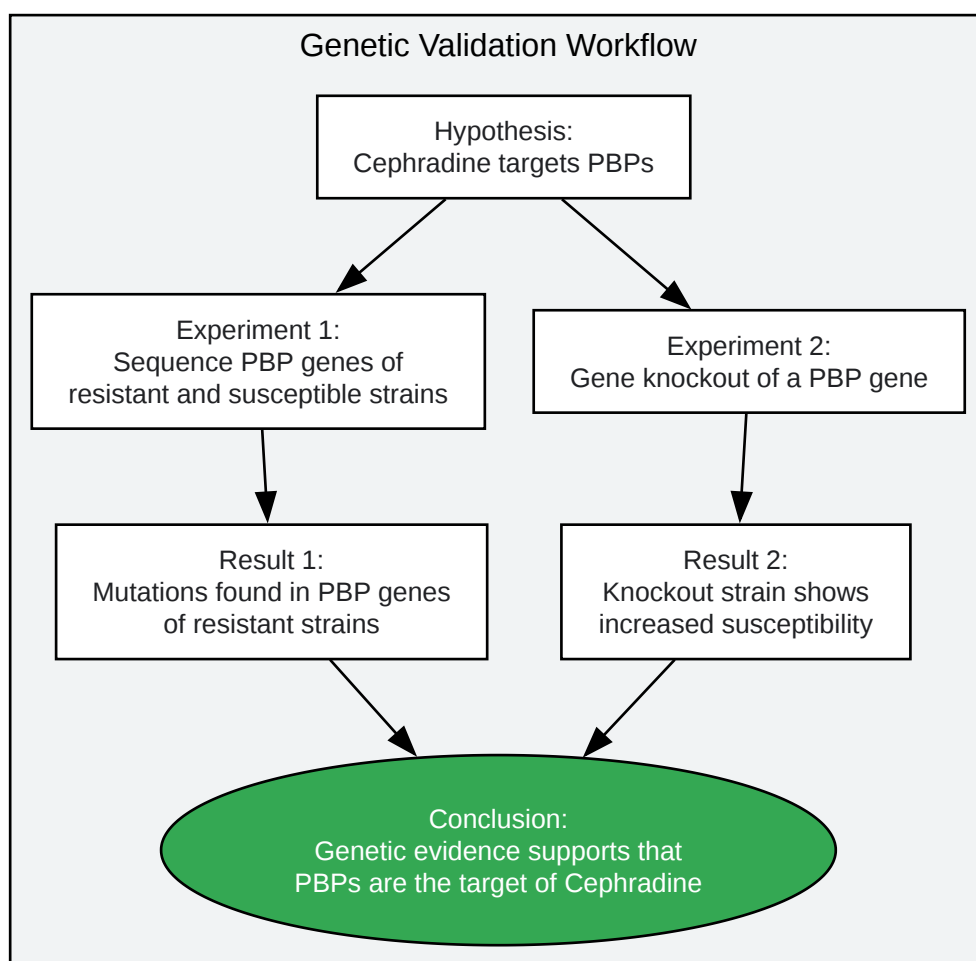 Genetic Validation Workflow
Hypothesis:
Cephradine targets PBPs
Experiment 1:
Sequence PBP genes of
resistant and susceptible strains
Experiment 2:
Gene knockout of a PBP gene
Result 1:
Mutations found in PBP genes
of resistant strains
Result 2:
Knockout strain shows
increased susceptibility
Conclusion:
Genetic evidence supports that
PBPs are the target of Cephradine